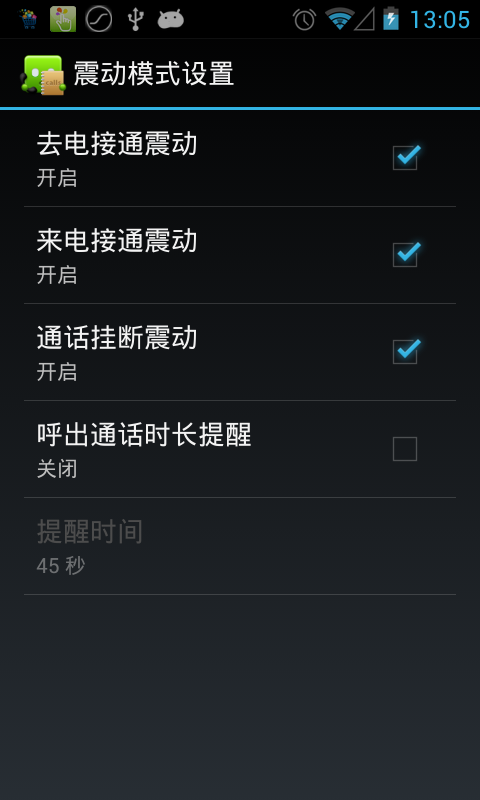 13:05
震动模式设置
去电接通震动
开启
来电接通震动
开启
通话挂断震动
开启
呼出通话时长提醒
关闭
提醒时间
45 秒